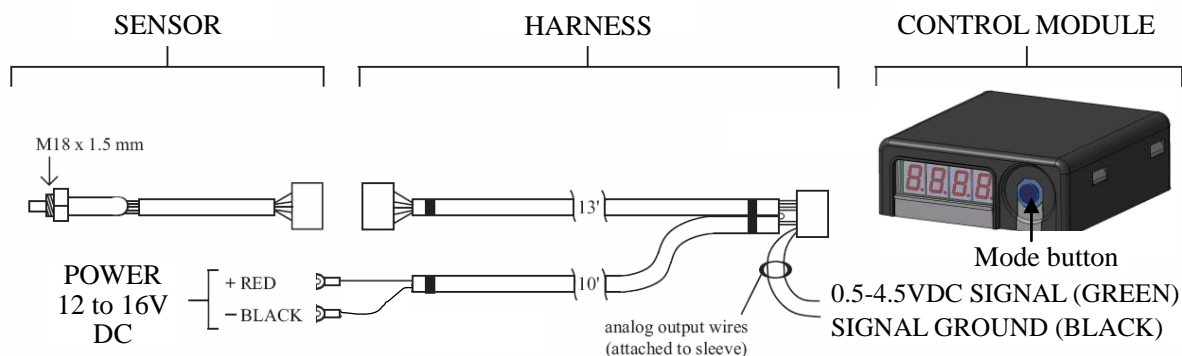 SENSOR
HARNESS
CONTROL MODULE
M18 x 1.5 mm
13'
8.8.8.8
Mode button
POWER
12 to 16V
DC
+ RED
– BLACK
10'
analog output wires
(attached to sleeve)
0.5-4.5VDC SIGNAL (GREEN)
SIGNAL GROUND (BLACK)